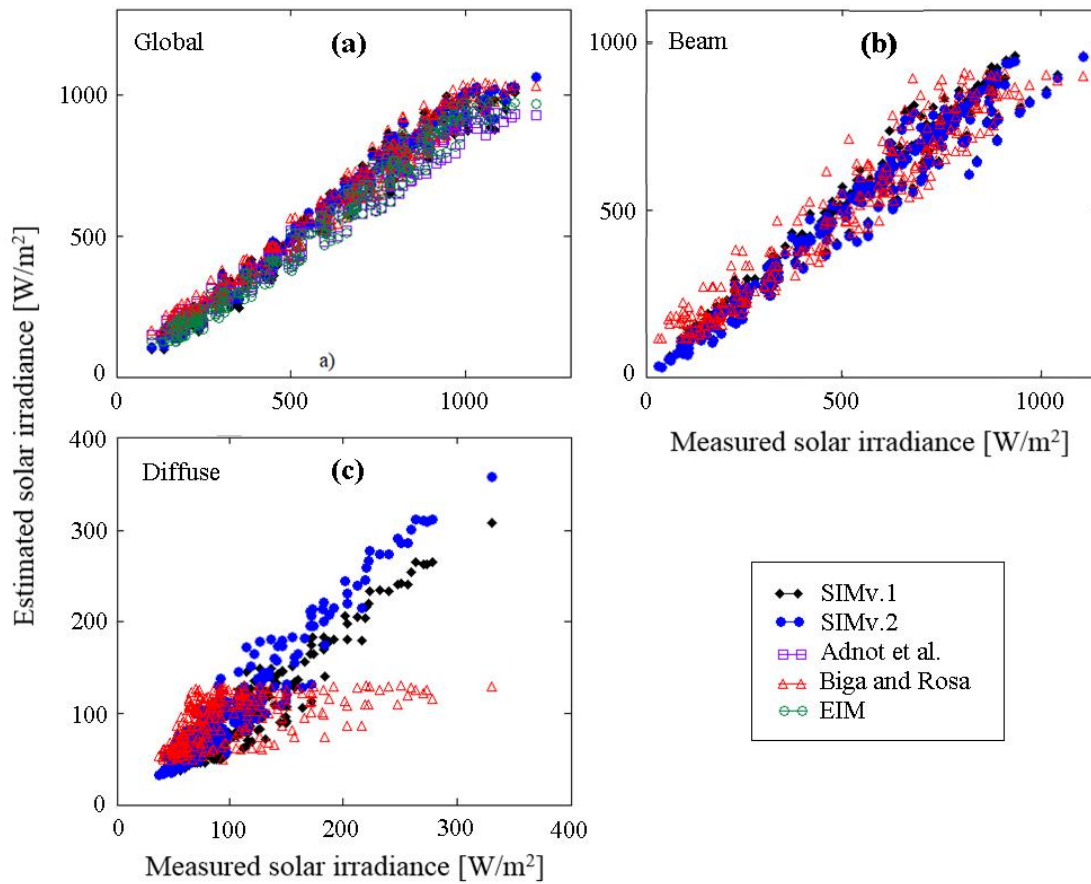 Global
(a)
1000
500
0
a)
0
500
1000
Beam
(b)
1000
500
0
0
500
1000
Measured solar irradiance [W/m²]
Estimated solar irradiance [W/m²]
Diffuse
(c)
400
300
200
100
0
0
100
200
300
400
Measured solar irradiance [W/m²]
SIMv.1
SIMv.2
Adnot et al.
Biga and Rosa
EIM